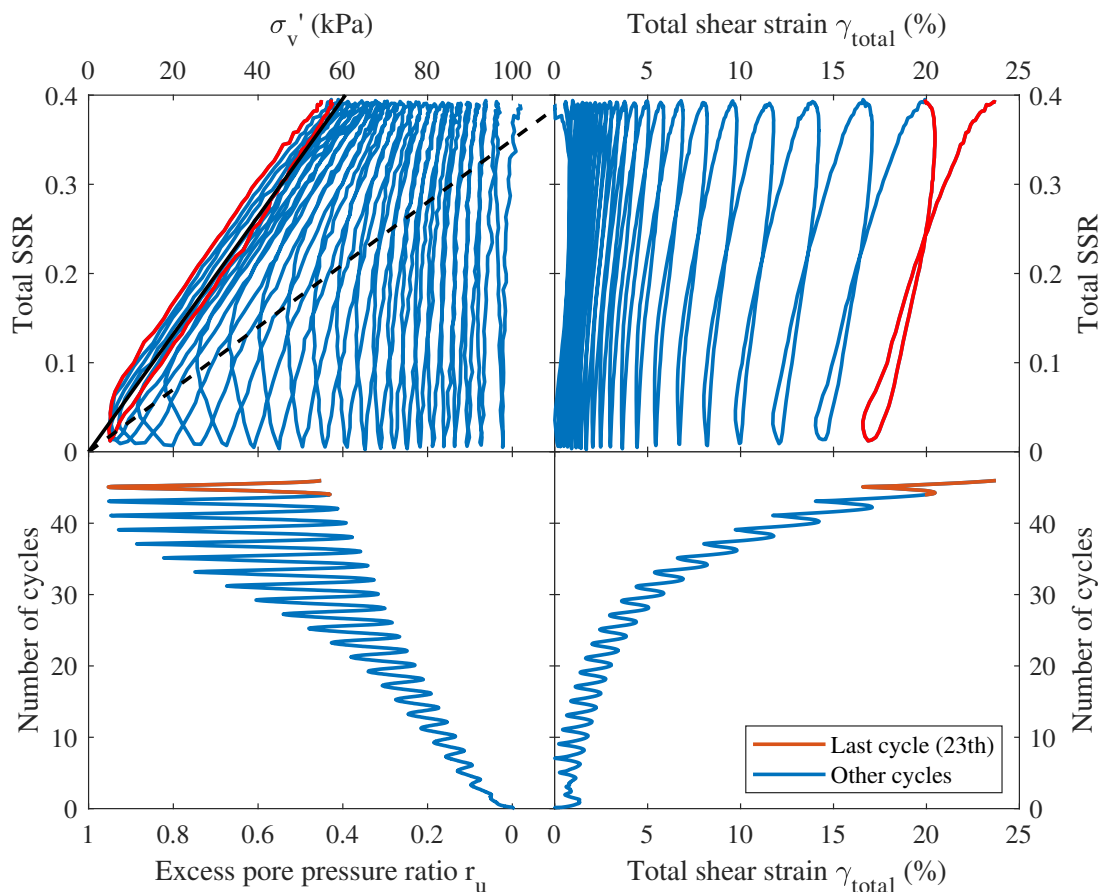 σv' (kPa)
Total shear strain γtotal (%)
0 20 40 60 80 100
0 5 10 15 20 25
0.4
0.3
0.2
0.1
0
Total SSR
0.4
0.3
0.2
0.1
0
Total SSR
40
30
20
10
0
Number of cycles
40
30
20
10
0
Number of cycles
Last cycle (23th)
Other cycles
1 0.8 0.6 0.4 0.2 0
0 5 10 15 20 25
Excess pore pressure ratio ru
Total shear strain γtotal (%)